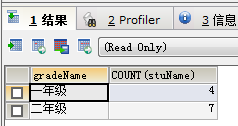 1 结果 2 Profiler 3 信息
(Read Only)
gradeName COUNT(stuName)
一年级 4
二年级 7